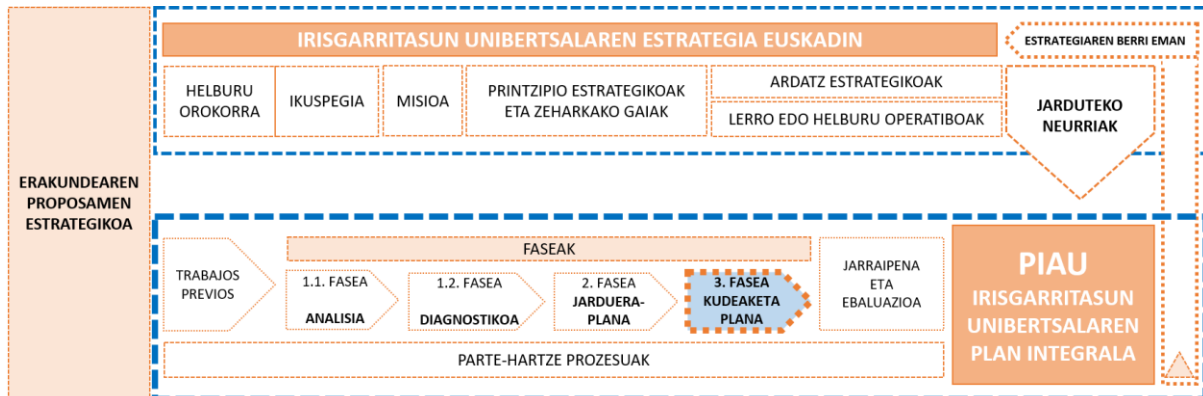 ERAKUNDEAREN
PROPOSAMEN
ESTRATEGIKOA
IRISGARRITASUN UNIBERTSALAREN ESTRATEGIA EUSKADIN
ESTRATEGIAREN BERRI EMAN
HELBURU
OROKORRA
IKUSPEGIA
MISIOA
PRINTZIPIO ESTRATEGIKOAK
ETA ZEHARKAKO GAIAK
ARDATZ ESTRATEGIKOAK
LERRO EDO HELBURU OPERATIBOAK
JARDUTEKO
NEURRIAK
TRABAJOS
PREVIOS
FASEAK
1.1. FASEA
ANALISIA
1.2. FASEA
DIAGNOSTIKOA
2. FASEA
JARDUERA-
PLANA
3. FASEA
KUDEAKETA
PLANA
JARRAIPENA
ETA
EBALUAZIOA
PARTE-HARTZE PROZESUAK
PIAU
IRISGARRITASUN
UNIBERTSALAREN
PLAN INTEGRALA